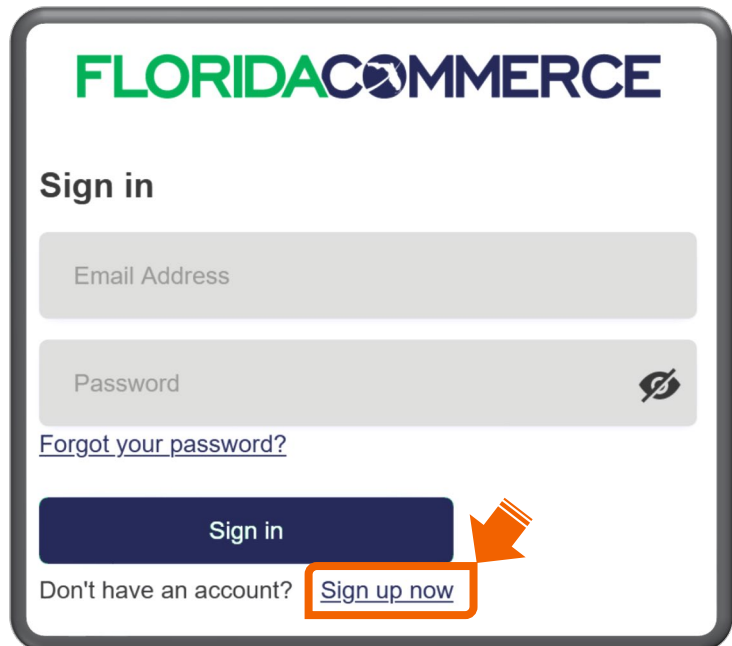 FLORIDACOMMERCE
Sign in
Email Address
Password
Forgot your password?
Sign in
Don't have an account? Sign up now